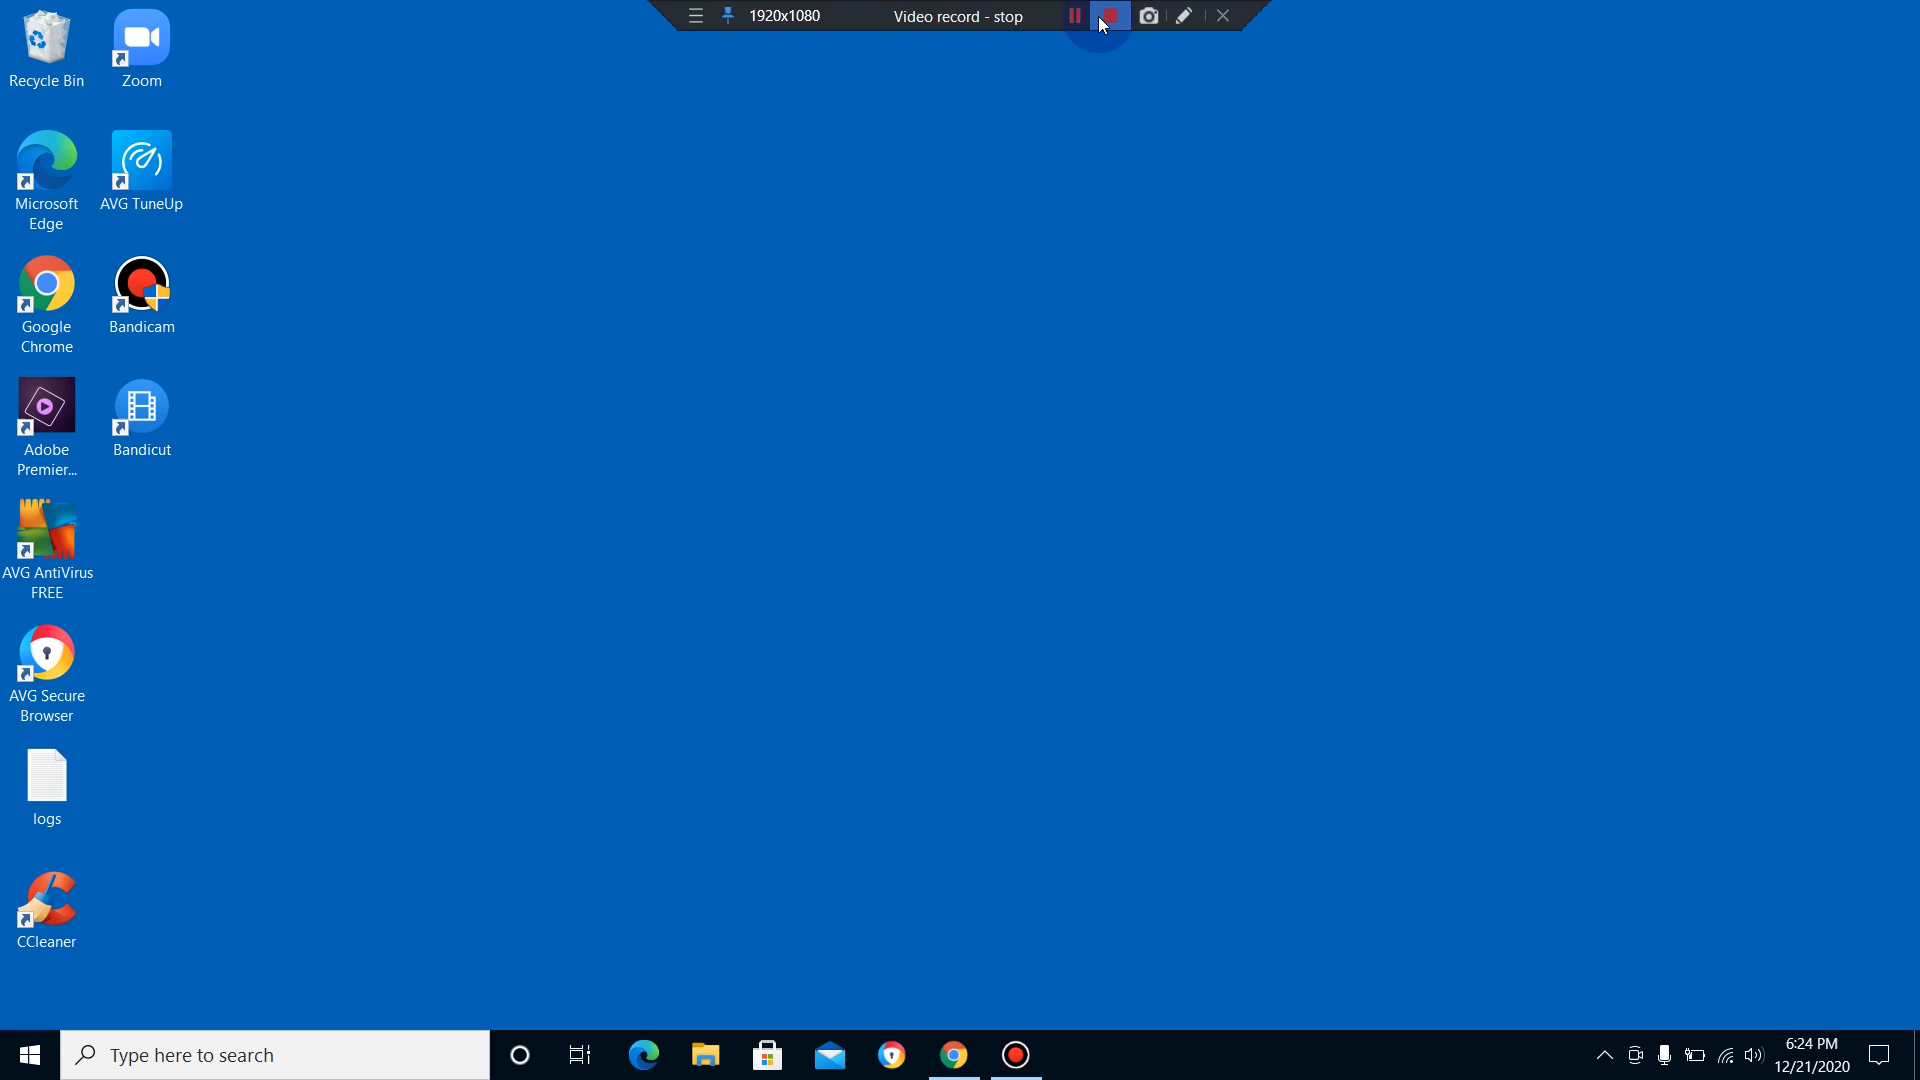 1920x1080
Video record - stop
Recycle Bin
Zoom
Microsoft
Edge
AVG TuneUp
Google
Chrome
Bandicam
Adobe
Premier...
Bandicut
AVG AntiVirus
FREE
AVG Secure
Browser
logs
CCleaner
Type here to search
6:24 PM
12/21/2020